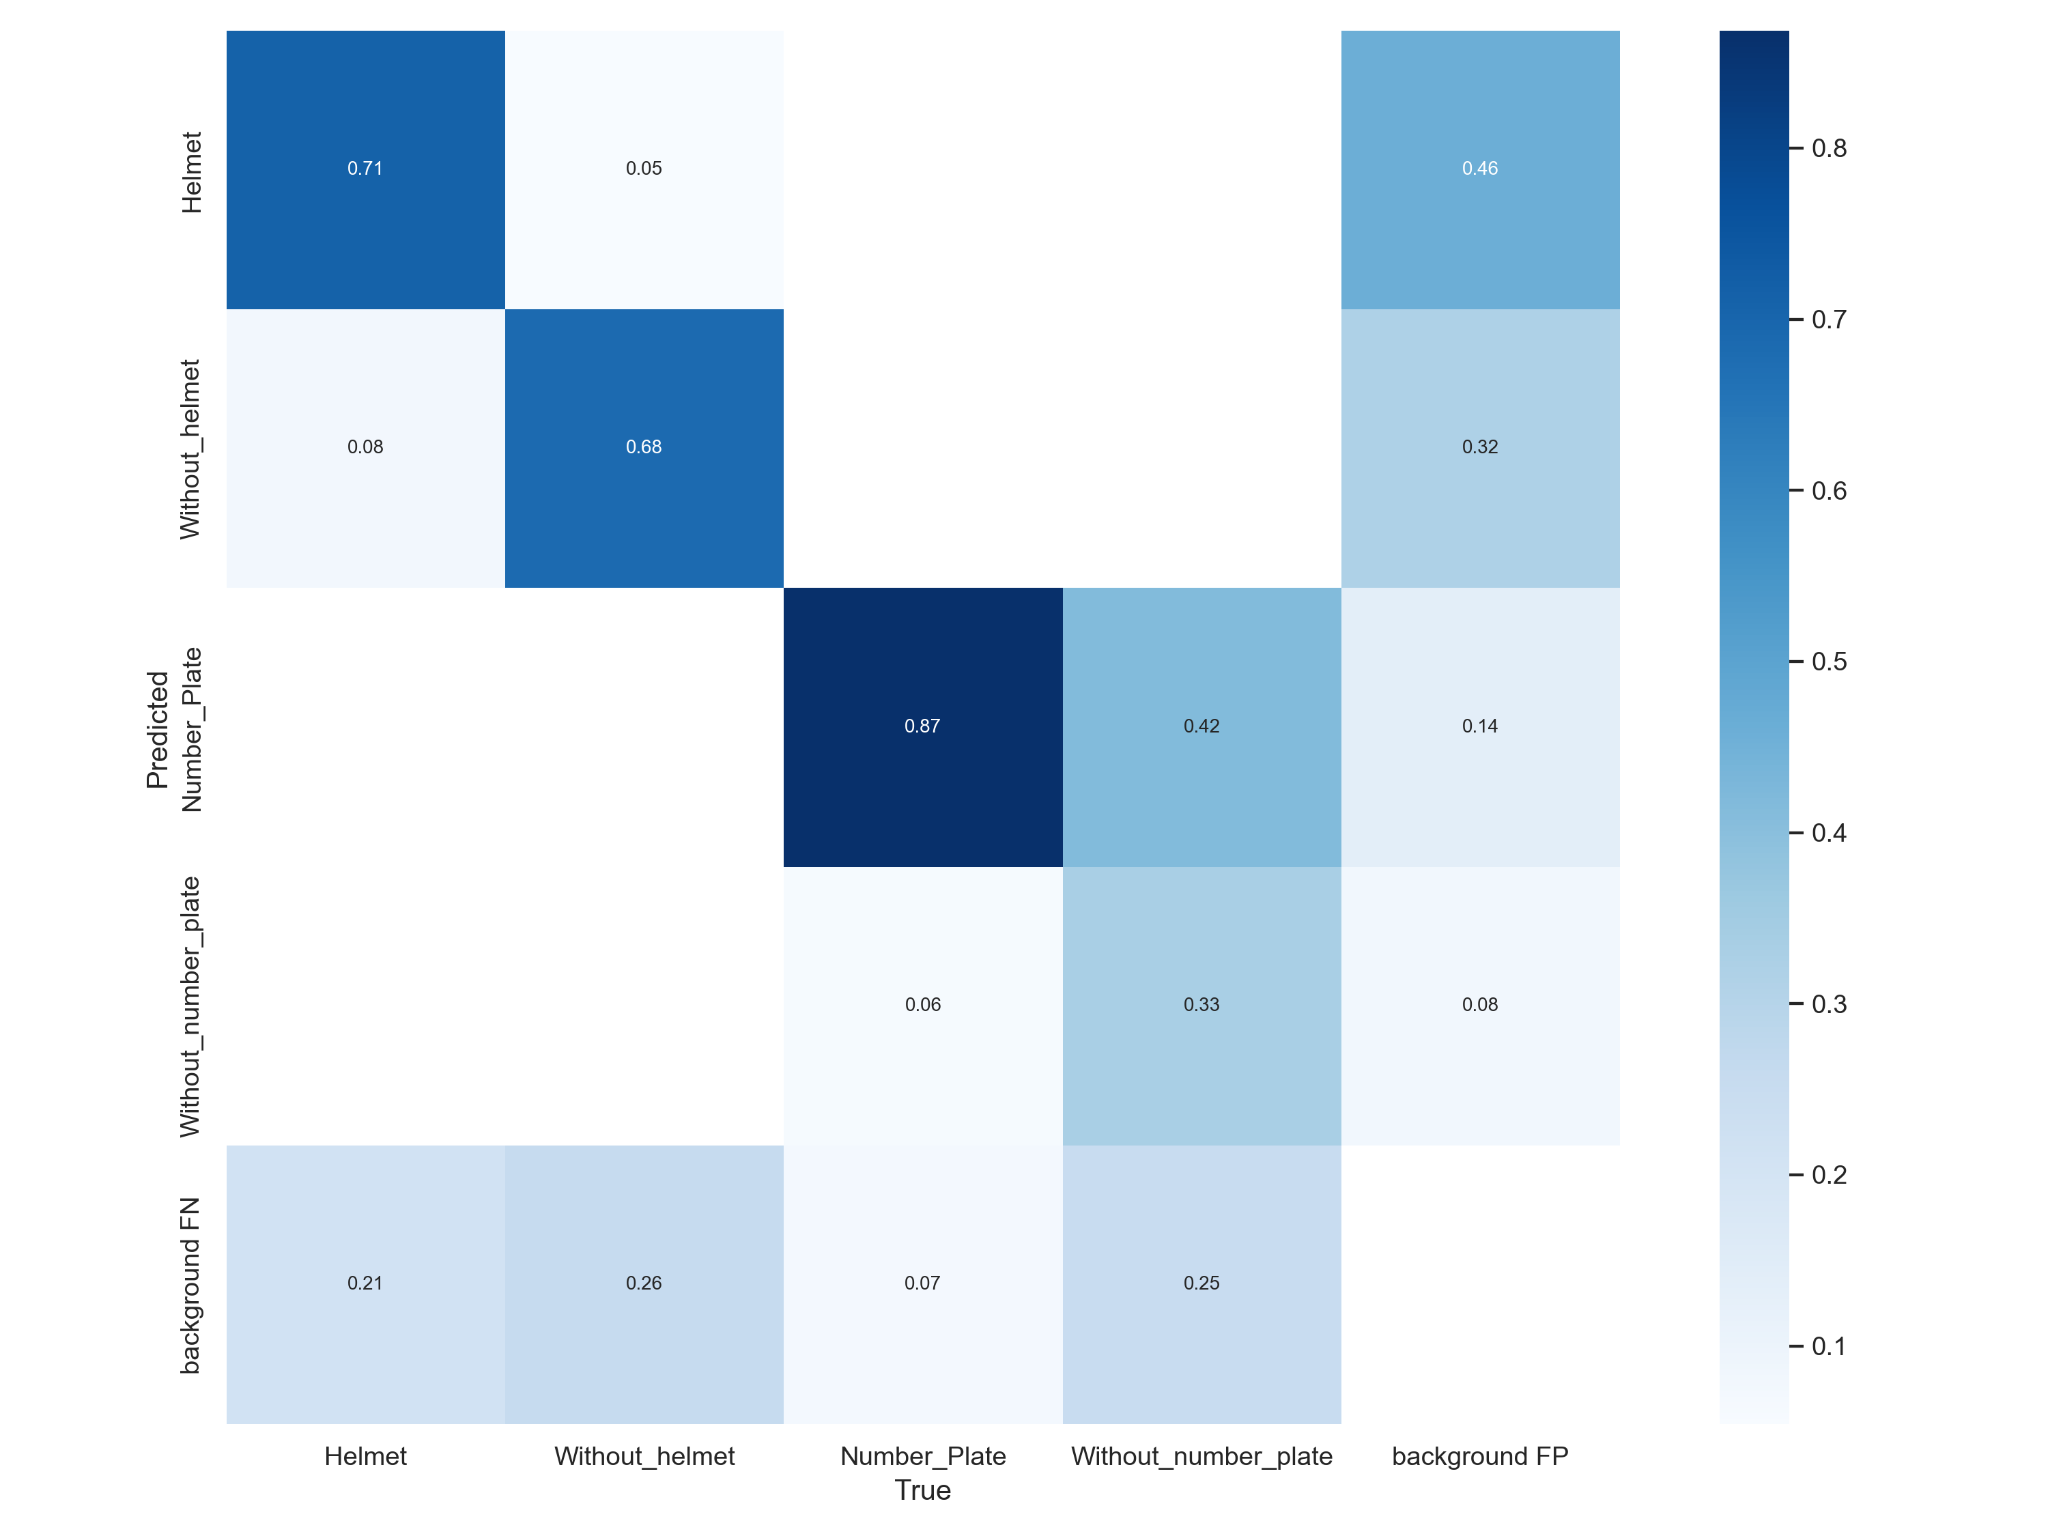 Predicted
Helmet
0.71
0.05
0.46
Without_helmet
0.08
0.68
0.32
Number_Plate
0.87
0.42
0.14
Without_number_plate
0.06
0.33
0.08
background FN
0.21
0.26
0.07
0.25
Helmet
Without_helmet
Number_Plate
Without_number_plate
background FP
True
0.8
0.7
0.6
0.5
0.4
0.3
0.2
0.1